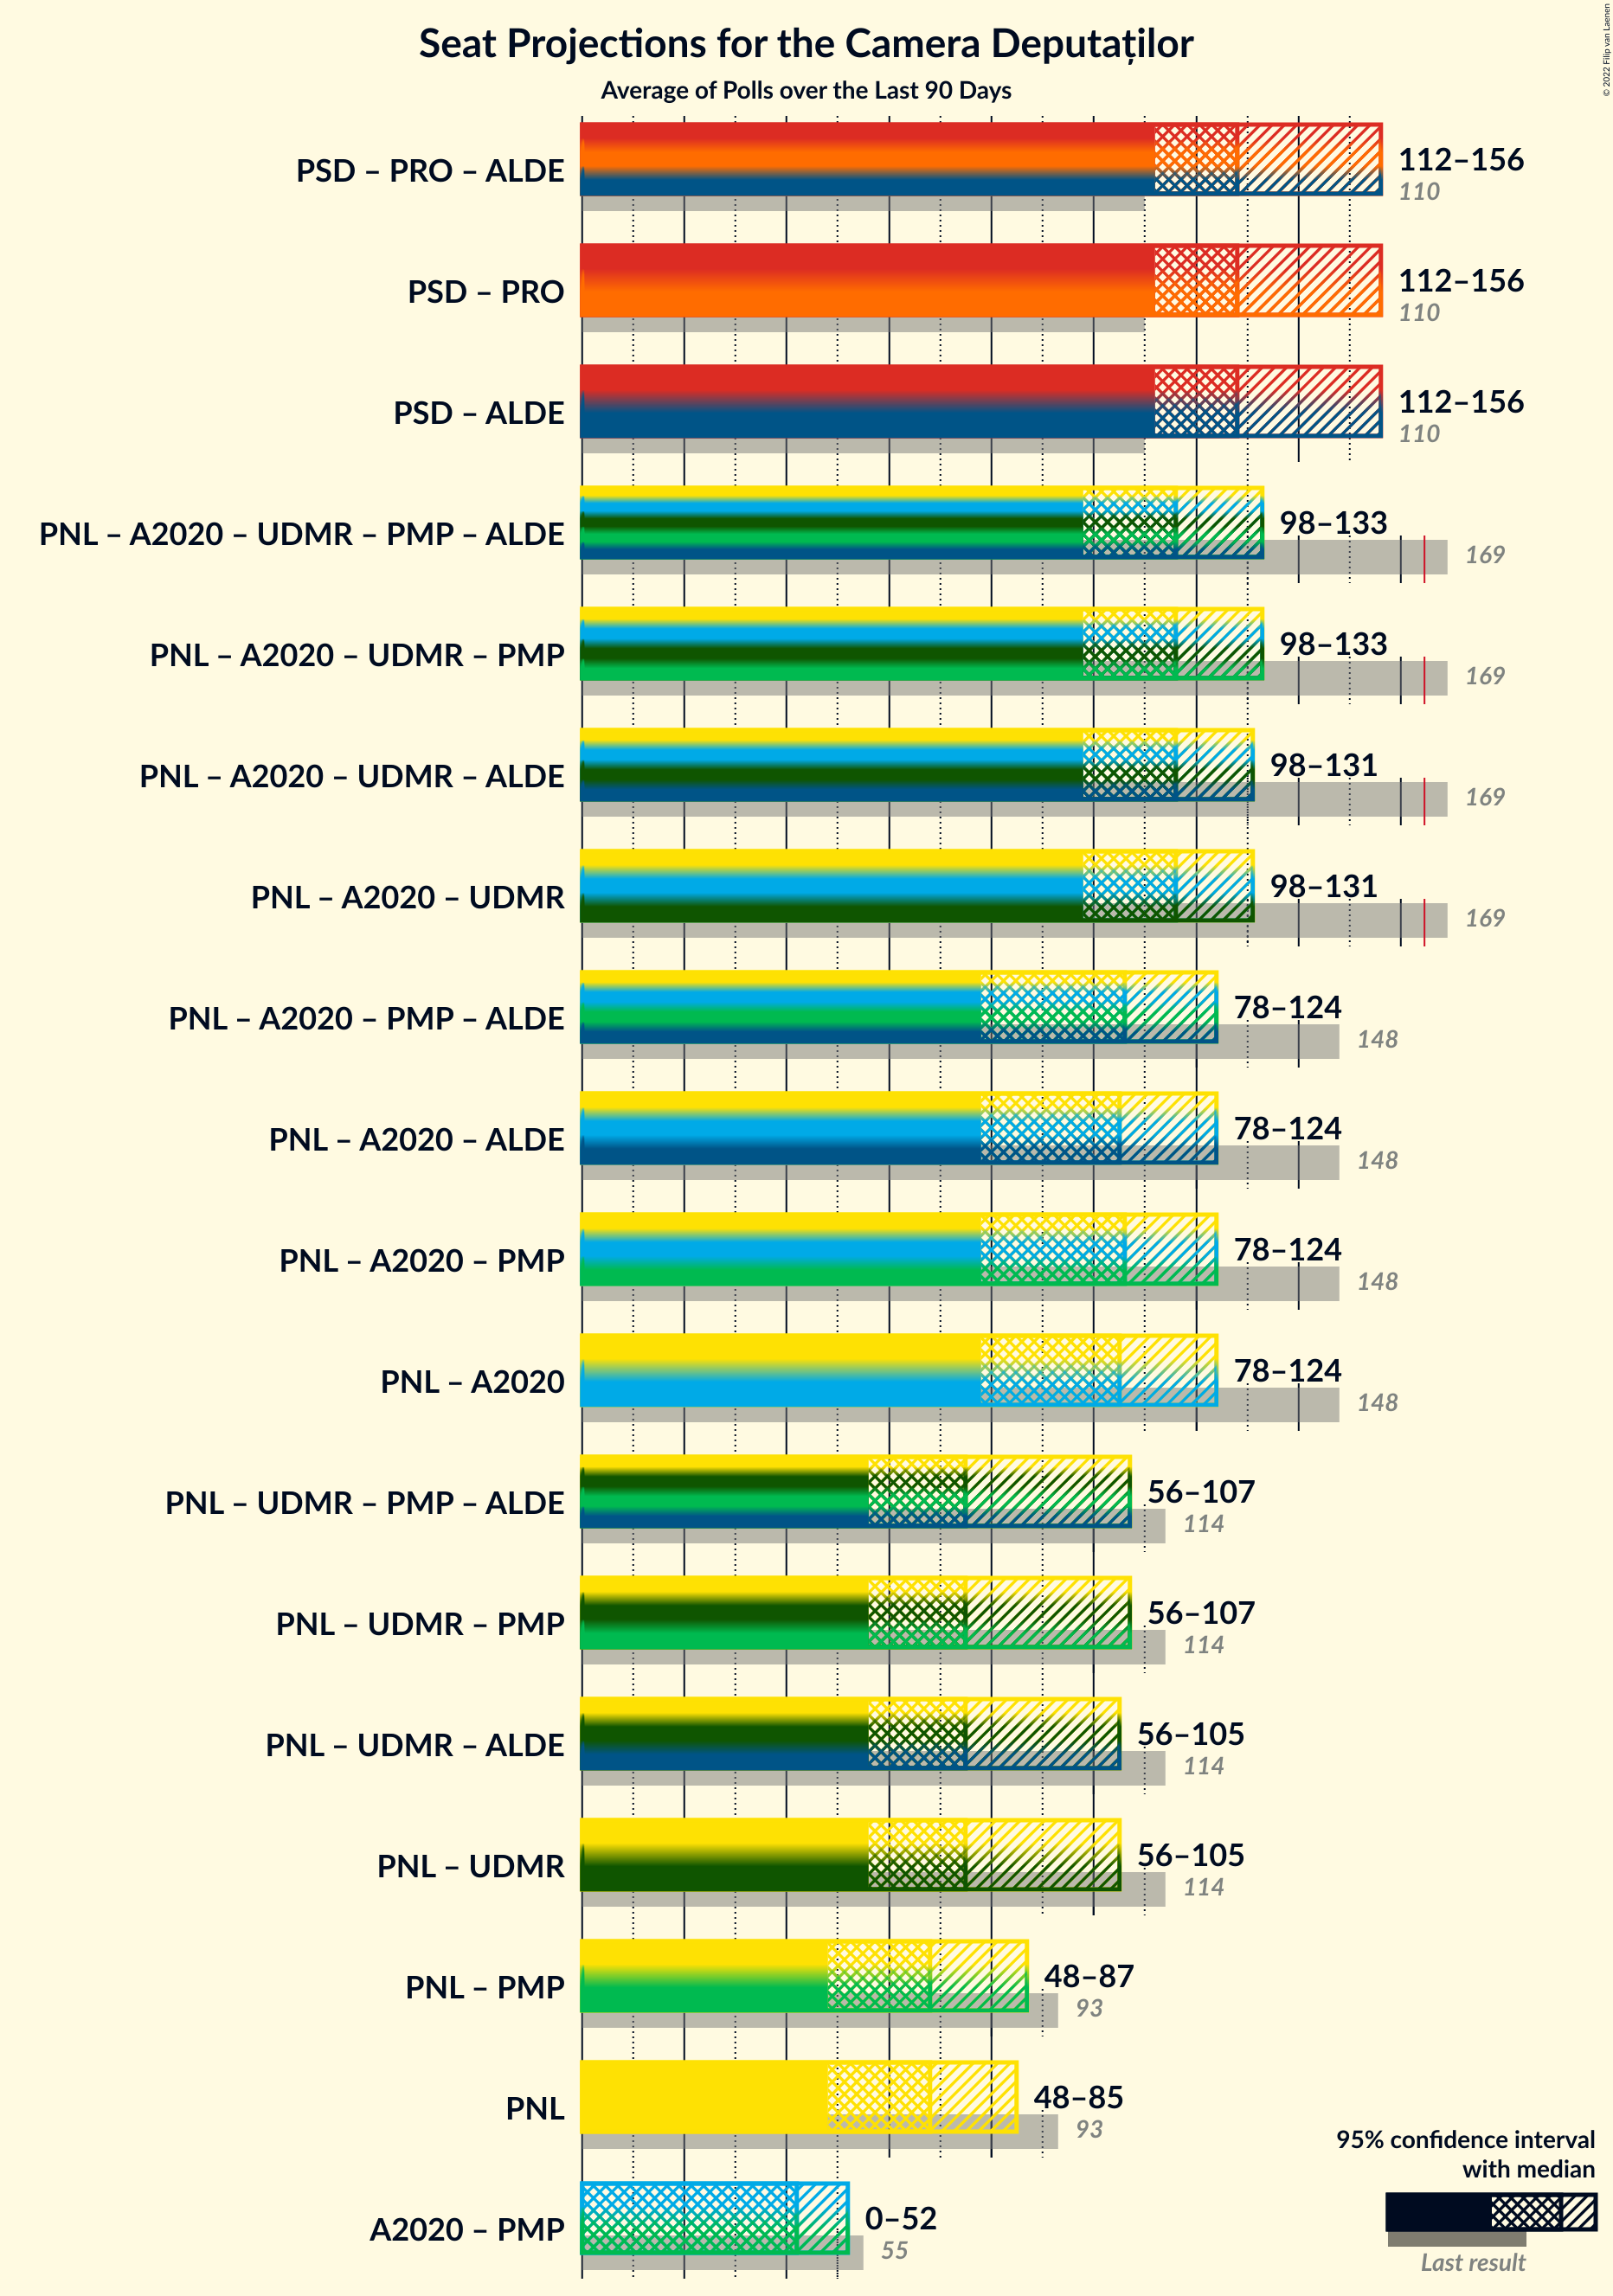 Seat Projections for the Camera Deputaților
Average of Polls over the Last 90 Days
© 2022 Filip van Laenen
PSD – PRO – ALDE
112–156
110
PSD – PRO
112–156
110
PSD – ALDE
112–156
110
PNL – A2020 – UDMR – PMP – ALDE
98–133
169
PNL – A2020 – UDMR – PMP
98–133
169
PNL – A2020 – UDMR – ALDE
98–131
169
PNL – A2020 – UDMR
98–131
169
PNL – A2020 – PMP – ALDE
78–124
148
PNL – A2020 – ALDE
78–124
148
PNL – A2020 – PMP
78–124
148
PNL – A2020
78–124
148
PNL – UDMR – PMP – ALDE
56–107
114
PNL – UDMR – PMP
56–107
114
PNL – UDMR – ALDE
56–105
114
PNL – UDMR
56–105
114
PNL – PMP
48–87
93
PNL
48–85
93
A2020 – PMP
0–52
55
95% confidence interval
with median
Last result